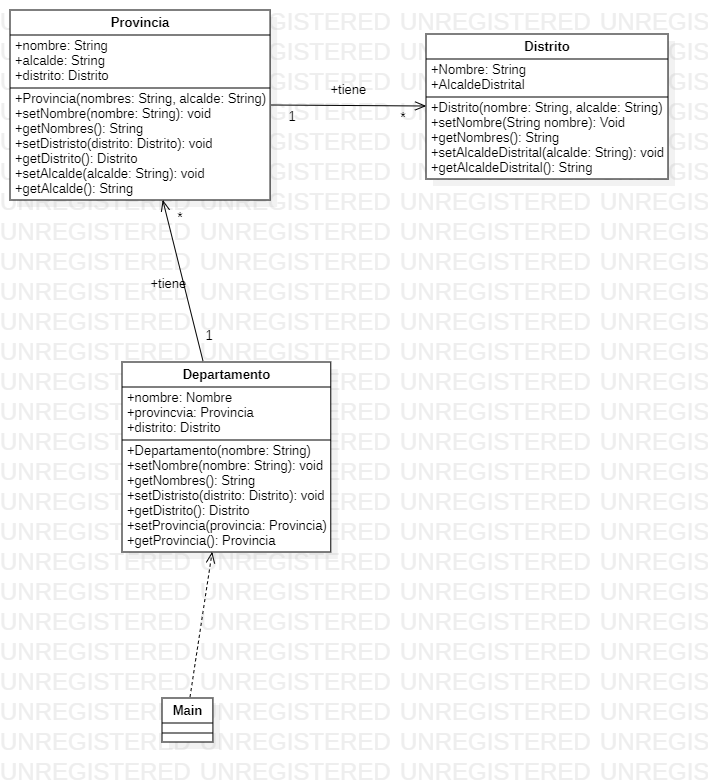 Provincia
+nombre: String
+alcalde: String
+distrito: Distrito
+Provincia(nombres: String, alcalde: String)
+setNombre(nombre: String): void
+getNombres(): String
+setDistristo(distrito: Distrito): void
+getDistrito(): Distrito
+setAlcalde(alcalde: String): void
+getAlcalde(): String
+tiene
1
*
Distrito
+Nombre: String
+AlcaldeDistrital
+Distrito(nombre: String, alcalde: String)
+setNombre(String nombre): Void
+getNombres(): String
+setAlcaldeDistrital(alcalde: String): void
+getAlcaldeDistrital(): String
*
+tiene
1
Departamento
+nombre: Nombre
+provincvia: Provincia
+distrito: Distrito
+Departamento(nombre: String)
+setNombre(nombre: String): void
+getNombres(): String
+setDistristo(distrito: Distrito): void
+getDistrito(): Distrito
+setProvincia(provincia: Provincia)
+getProvincia(): Provincia
Main
UNREGISTERED